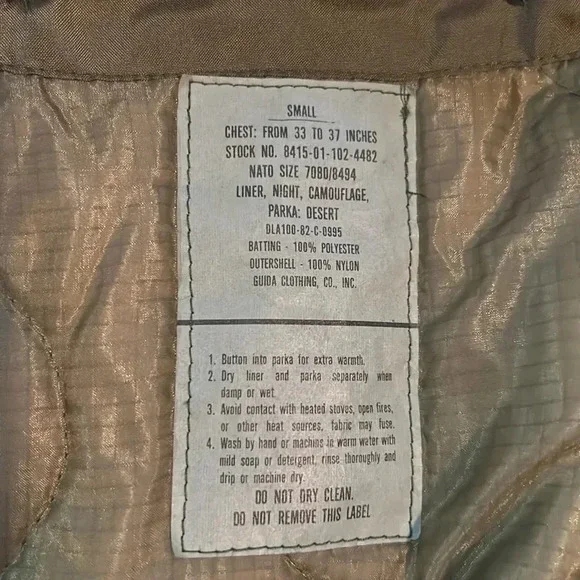 SMALL
CHEST: FROM 33 TO 37 INCHES
STOCK NO. 8415-01-102-4482
NATO SIZE 7080/8494
LINER, NIGHT, CAMOUFLAGE,
PARKA: DESERT
DLA100-82-C-0995
BATTING - 100% POLYESTER
OUTERSHELL - 100% NYLON
GUIDA CLOTHING, CO., INC.
1. Button into parka for extra warmth.
2. Dry liner and parka separately when
damp or wet
3. Avoid contact with heated stoves, open fires,
or other heat sources, fabric may fuse.
4. Wash by hand or machine in warm water with
mild soap or detergent, rinse thoroughly and
drip or machine dry.
DO NOT DRY CLEAN.
DO NOT REMOVE THIS LABEL